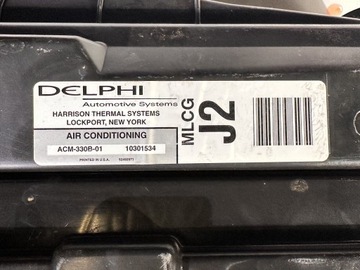 DELPHI
Automotive Systems
HARRISON THERMAL SYSTEMS
LOCKPORT, NEW YORK
AIR CONDITIONING
ACM-330B-01 10301534
PRINTED IN U.S.A.
MLCG
J2